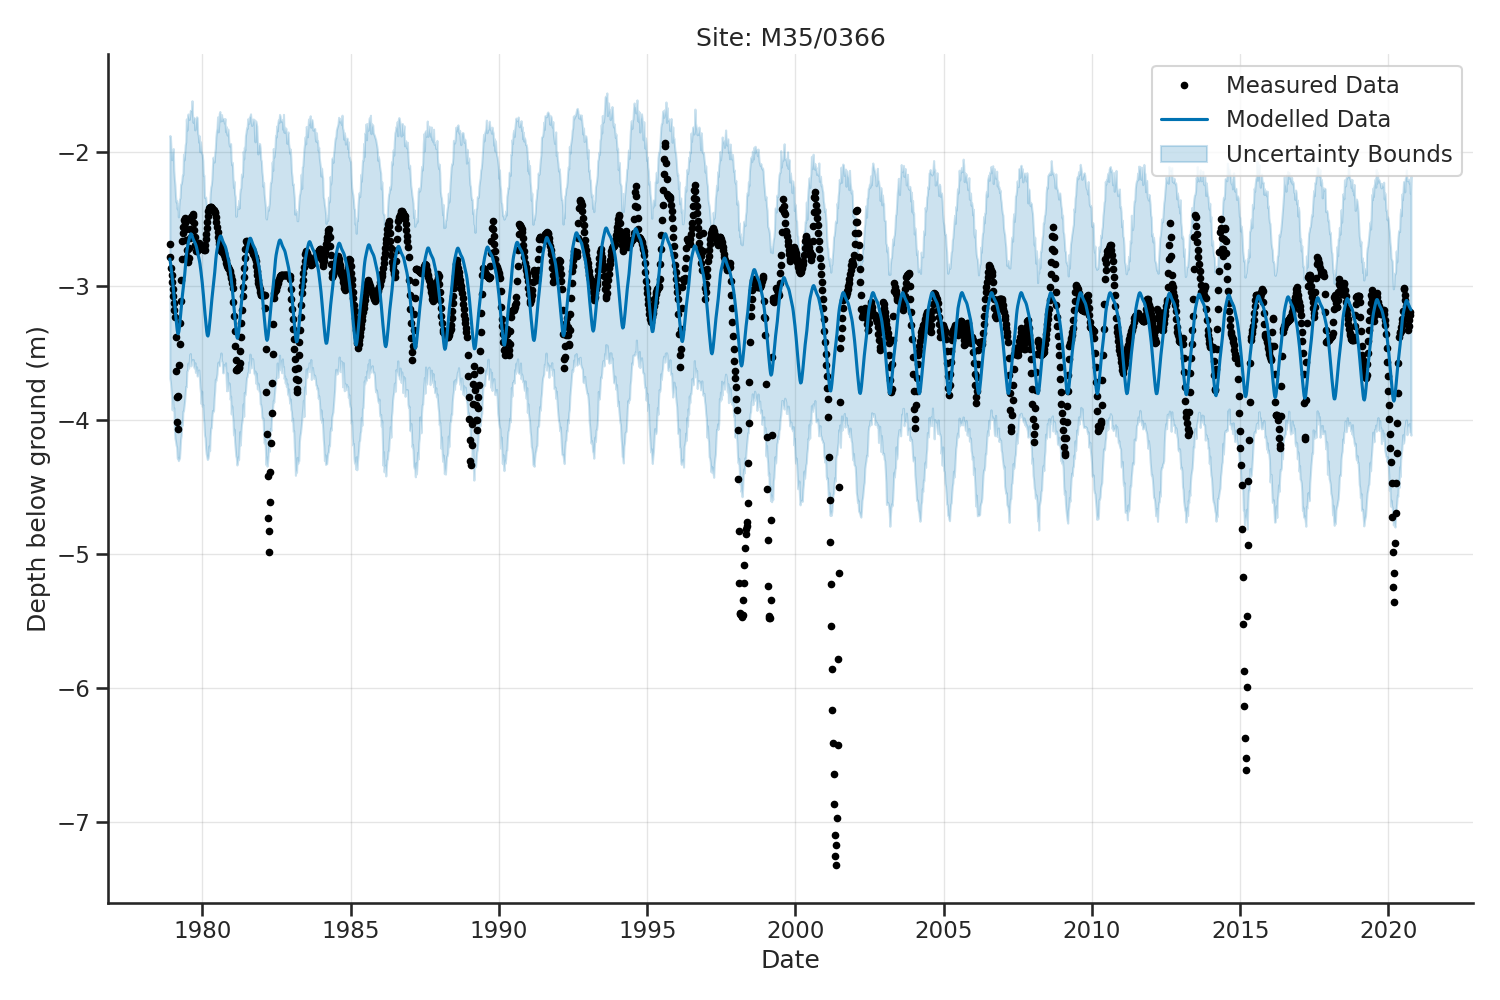 Site: M35/0366
Measured Data
Modelled Data
Uncertainty Bounds
Depth below ground (m)
−2
−3
−4
−5
−6
−7
1980 1985 1990 1995 2000 2005 2010 2015 2020
Date